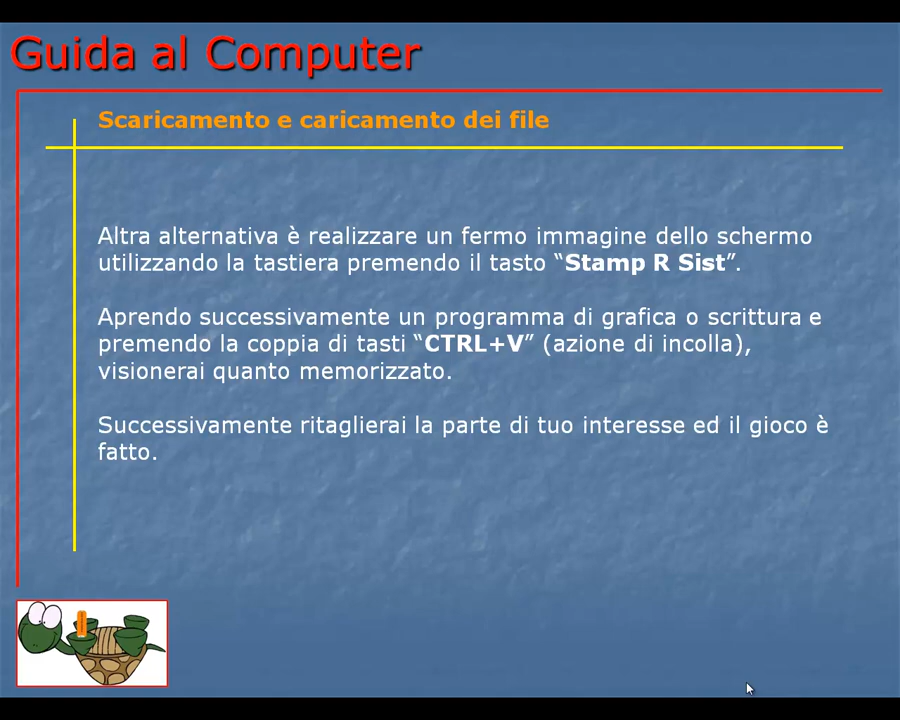 Guida al Computer
Scaricamento e caricamento dei file
Altra alternativa è realizzare un fermo immagine dello schermo
utilizzando la tastiera premendo il tasto “Stamp R Sist”.
Aprendo successivamente un programma di grafica o scrittura e
premendo la coppia di tasti “CTRL+V” (azione di incolla),
visionerai quanto memorizzato.
Successivamente ritaglierai la parte di tuo interesse ed il gioco è
fatto.